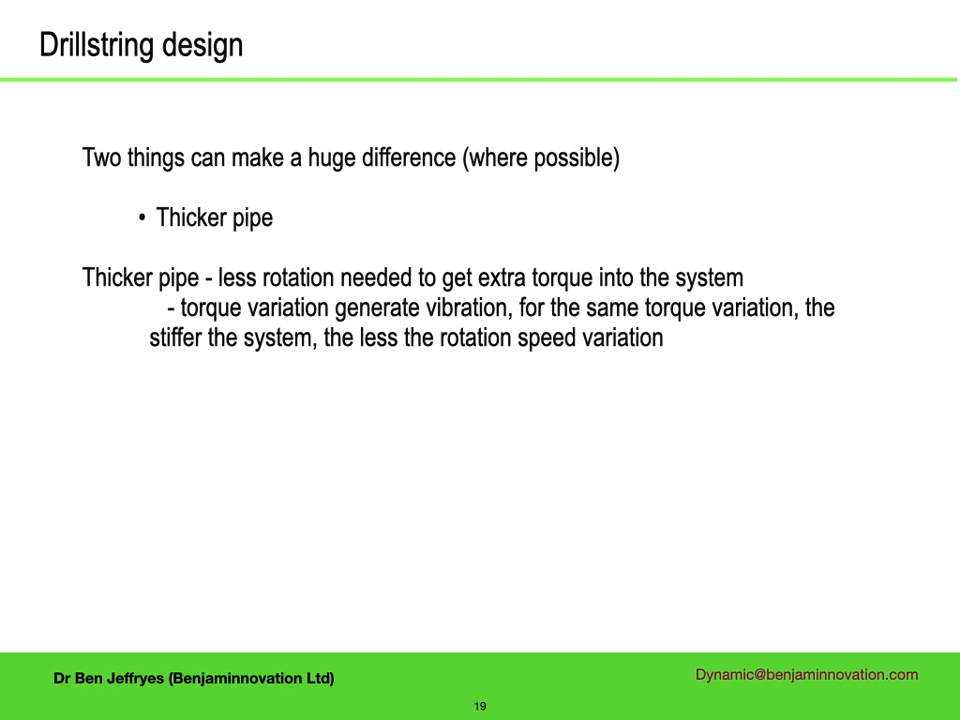 Drillstring design
Two things can make a huge difference (where possible)
• Thicker pipe
Thicker pipe - less rotation needed to get extra torque into the system
- torque variation generate vibration, for the same torque variation, the
stiffer the system, the less the rotation speed variation
Dr Ben Jeffryes (Benjaminnovation Ltd)
Dynamic@benjaminnovation.com
19